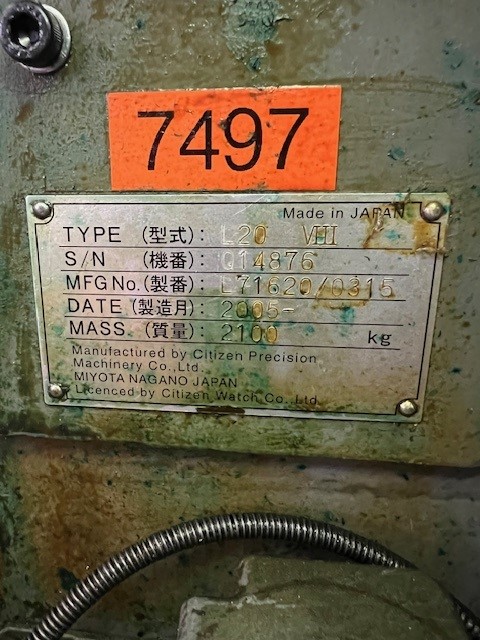 7497
Made in JAPAN
TYPE (型式): L20 VIII
S/N (機番): Q14876
MFGNo.(製番): L71620/0315
DATE (製造月): 2005-
MASS (質量): 2100 kg
Manufactured by Citizen Precision
Machinery Co.,Ltd.
MIYOTA NAGANO JAPAN
Licenced by Citizen Watch Co., Ltd.